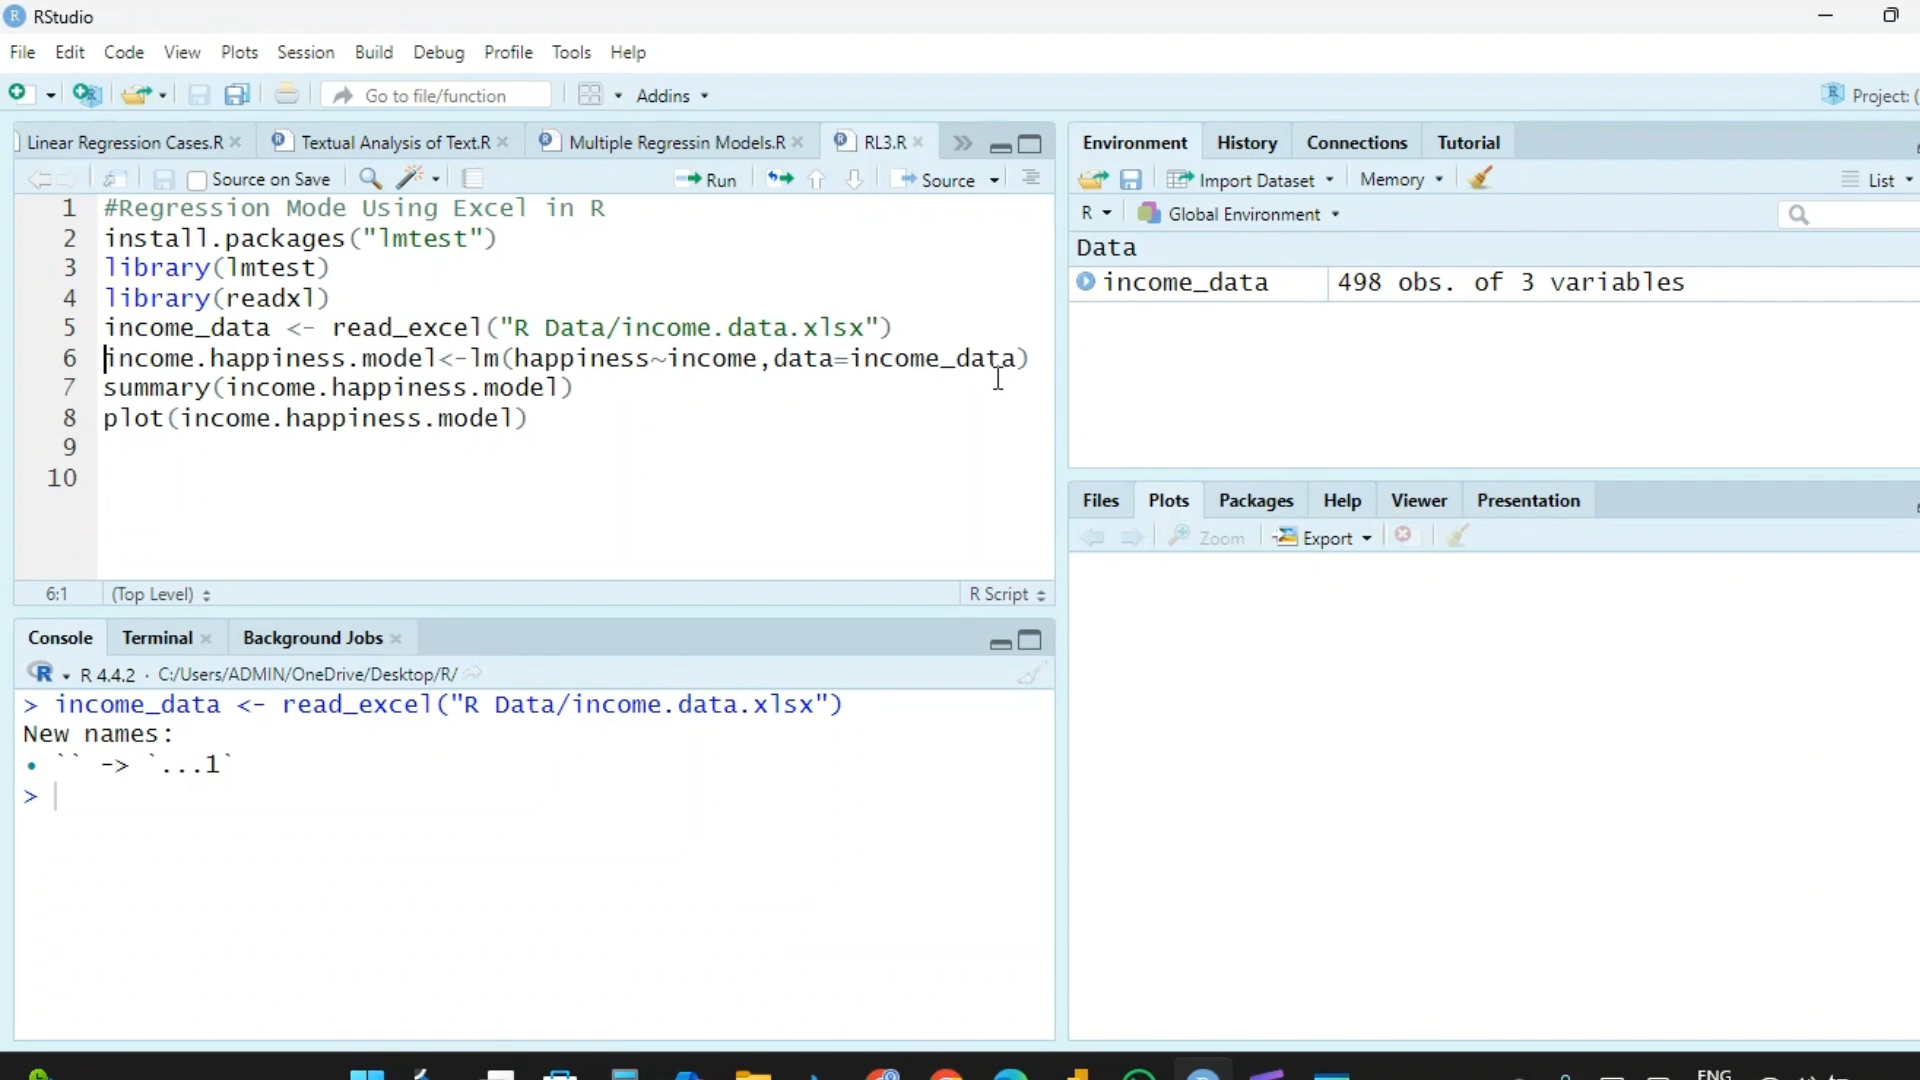 RStudio
File Edit Code View Plots Session Build Debug Profile Tools Help
Go to file/function Addins Project: (
Linear Regression Cases.R Textual Analysis of Text.R Multiple Regressin Models.R RL3.R
Source on Save Run Source
1 #Regression Mode Using Excel in R
2 install.packages("lmtest")
3 library(lmtest)
4 library(readxl)
5 income_data <- read_excel("R Data/income.data.xlsx")
6 income.happiness.model<-lm(happiness~income,data=income_data)
7 summary(income.happiness.model)
8 plot(income.happiness.model)
9
10
6:1 (Top Level) R Script
Console Terminal Background Jobs
R 4.4.2 · C:/Users/ADMIN/OneDrive/Desktop/R/
> income_data <- read_excel("R Data/income.data.xlsx")
New names:
• `` -> `...1`
>
Environment History Connections Tutorial
Import Dataset Memory List
R Global Environment
Data
income_data 498 obs. of 3 variables
Files Plots Packages Help Viewer Presentation
Zoom Export
ENG